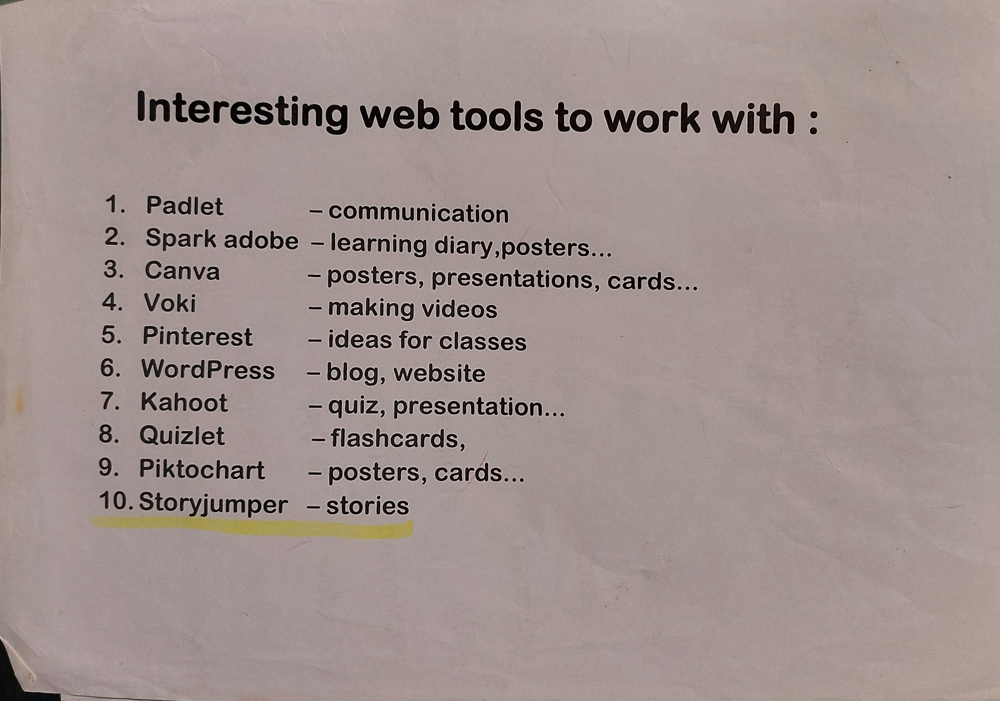 Interesting web tools to work with :
1. Padlet – communication
2. Spark adobe – learning diary,posters...
3. Canva – posters, presentations, cards...
4. Voki – making videos
5. Pinterest – ideas for classes
6. WordPress – blog, website
7. Kahoot – quiz, presentation...
8. Quizlet – flashcards,
9. Piktochart – posters, cards...
10. Storyjumper – stories